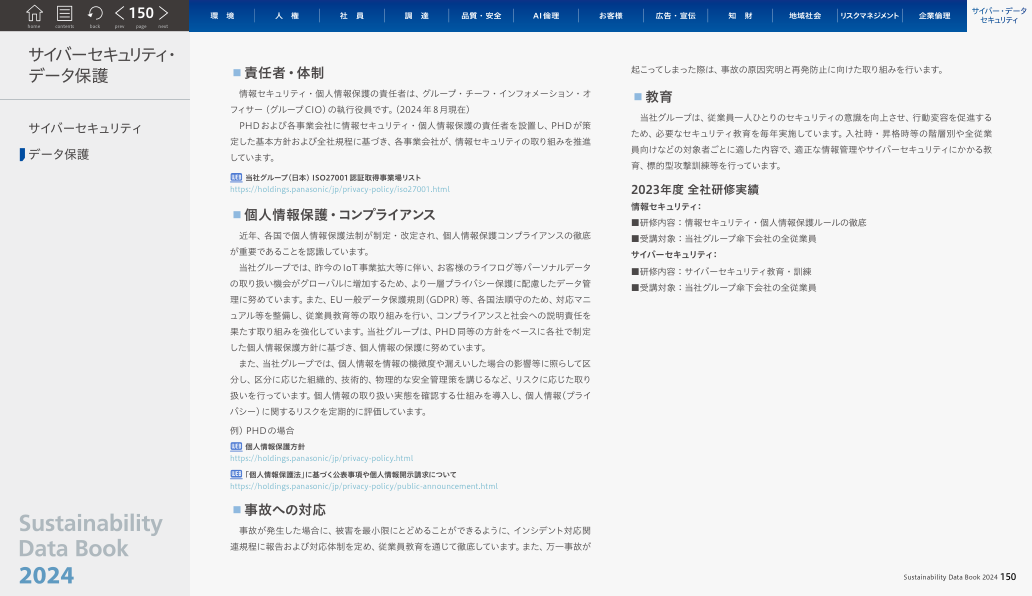 150
home contents back prev page next
環　境
人　権
社　員
調　達
品質・安全
AI倫理
お客様
広告・宣伝
知　財
地域社会
リスクマネジメント
企業倫理
サイバー・データ
セキュリティ
サイバーセキュリティ・
データ保護
サイバーセキュリティ
データ保護
Sustainability
Data Book
2024
■責任者・体制
　情報セキュリティ・個人情報保護の責任者は、グループ・チーフ・インフォメーション・オ
フィサー（グループCIO）の執行役員です。（2024年8月現在）
　PHDおよび各事業会社に情報セキュリティ・個人情報保護の責任者を設置し、PHDが策
定した基本方針および全社規程に基づき、各事業会社が、情報セキュリティの取り組みを推進
しています。
WEB 当社グループ（日本） ISO27001認証取得事業場リスト
https://holdings.panasonic/jp/privacy-policy/iso27001.html
■個人情報保護・コンプライアンス
　近年、各国で個人情報保護法制が制定・改定され、個人情報保護コンプライアンスの徹底
が重要であることを認識しています。
　当社グループでは、昨今のIoT事業拡大等に伴い、お客様のライフログ等パーソナルデータ
の取り扱い機会がグローバルに増加するため、より一層プライバシー保護に配慮したデータ管
理に努めています。また、EU一般データ保護規則（GDPR）等、各国法順守のため、対応マニ
ュアル等を整備し、従業員教育等の取り組みを行い、コンプライアンスと社会への説明責任を
果たす取り組みを強化しています。当社グループは、PHD同等の方針をベースに各社で制定
した個人情報保護方針に基づき、個人情報の保護に努めています。
　また、当社グループでは、個人情報を情報の機微度や漏えいした場合の影響等に照らして区
分し、区分に応じた組織的、技術的、物理的な安全管理策を講じるなど、リスクに応じた取り
扱いを行っています。個人情報の取り扱い実態を確認する仕組みを導入し、個人情報（プライ
バシー）に関するリスクを定期的に評価しています。
例）PHDの場合
WEB 個人情報保護方針
https://holdings.panasonic/jp/privacy-policy.html
WEB 「個人情報保護法」に基づく公表事項や個人情報開示請求について
https://holdings.panasonic/jp/privacy-policy/public-announcement.html
■事故への対応
　事故が発生した場合に、被害を最小限にとどめることができるように、インシデント対応関
連規程に報告および対応体制を定め、従業員教育を通じて徹底しています。また、万一事故が
起こってしまった際は、事故の原因究明と再発防止に向けた取り組みを行います。
■教育
　当社グループは、従業員一人ひとりのセキュリティの意識を向上させ、行動変容を促進する
ため、必要なセキュリティ教育を毎年実施しています。入社時・昇格時等の階層別や全従業
員向けなどの対象者ごとに適した内容で、適正な情報管理やサイバーセキュリティにかかる教
育、標的型攻撃訓練等を行っています。
2023年度 全社研修実績
情報セキュリティ：
■研修内容：情報セキュリティ・個人情報保護ルールの徹底
■受講対象：当社グループ傘下会社の全従業員
サイバーセキュリティ：
■研修内容：サイバーセキュリティ教育・訓練
■受講対象：当社グループ傘下会社の全従業員
Sustainability Data Book 2024 150